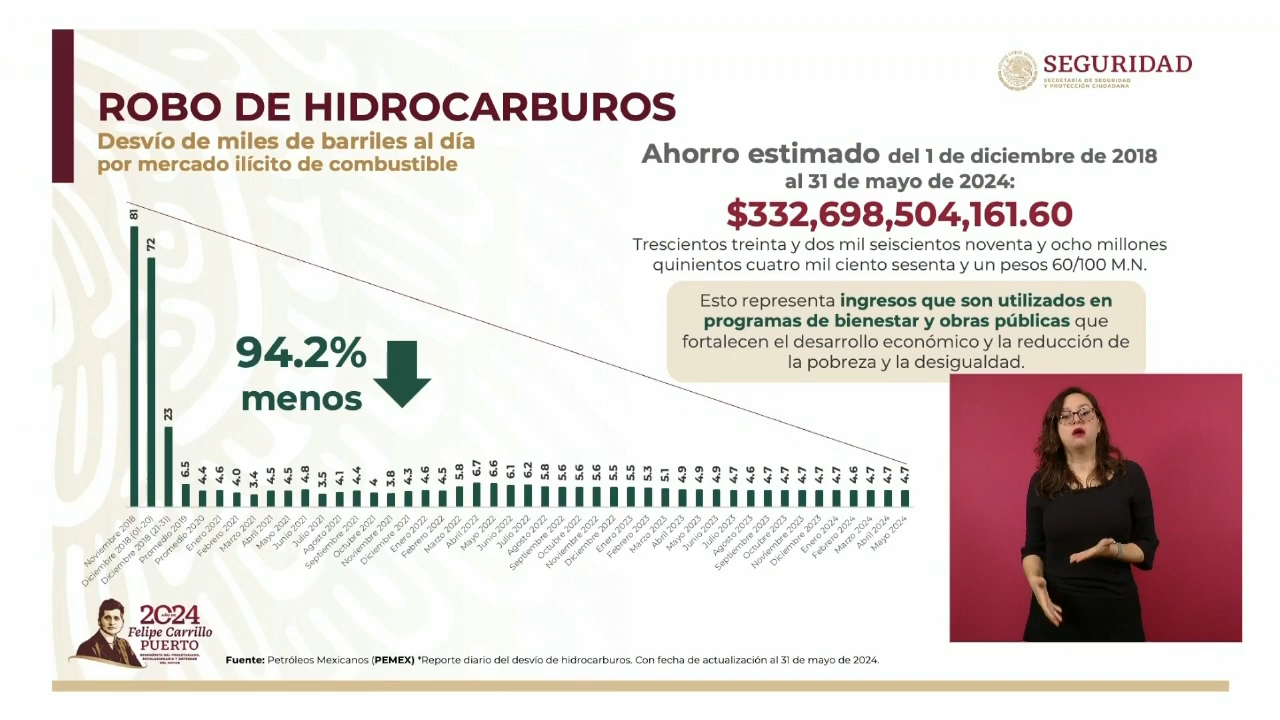 SEGURIDAD
SECRETARÍA DE SEGURIDAD
Y PROTECCIÓN CIUDADANA
ROBO DE HIDROCARBUROS
Desvío de miles de barriles al día
por mercado ilícito de combustible
Ahorro estimado del 1 de diciembre de 2018
al 31 de mayo de 2024:
$332,698,504,161.60
Trescientos treinta y dos mil seiscientos noventa y ocho millones
quinientos cuatro mil ciento sesenta y un pesos 60/100 M.N.
Esto representa ingresos que son utilizados en
programas de bienestar y obras públicas que
fortalecen el desarrollo económico y la reducción de
la pobreza y la desigualdad.
94.2%
menos
81
72
23
6.5
4.4
4.6
4.0
3.4
4.5
4.5
4.8
3.5
4.1
4.4
4
3.8
4.3
4.6
4.5
5.8
6.7
6.6
6.1
6.2
5.8
5.6
5.6
5.6
5.5
5.5
5.3
5.1
4.9
4.9
4.9
4.7
4.6
4.7
4.7
4.7
4.7
4.7
4.6
4.7
4.7
4.7
Noviembre 2018
Diciembre 2018 (01-20)
Diciembre 2018 (21-31)
Promedio 2019
Promedio 2020
Enero 2021
Febrero 2021
Marzo 2021
Abril 2021
Mayo 2021
Junio 2021
Julio 2021
Agosto 2021
Septiembre 2021
Octubre 2021
Noviembre 2021
Diciembre 2021
Enero 2022
Febrero 2022
Marzo 2022
Abril 2022
Mayo 2022
Junio 2022
Julio 2022
Agosto 2022
Septiembre 2022
Octubre 2022
Noviembre 2022
Diciembre 2022
Enero 2023
Febrero 2023
Marzo 2023
Abril 2023
Mayo 2023
Junio 2023
Julio 2023
Agosto 2023
Septiembre 2023
Octubre 2023
Noviembre 2023
Diciembre 2023
Enero 2024
Febrero 2024
Marzo 2024
Abril 2024
Mayo 2024
2024
Felipe Carrillo
PUERTO
Fuente: Petróleos Mexicanos (PEMEX) *Reporte diario del desvío de hidrocarburos. Con fecha de actualización al 31 de mayo de 2024.